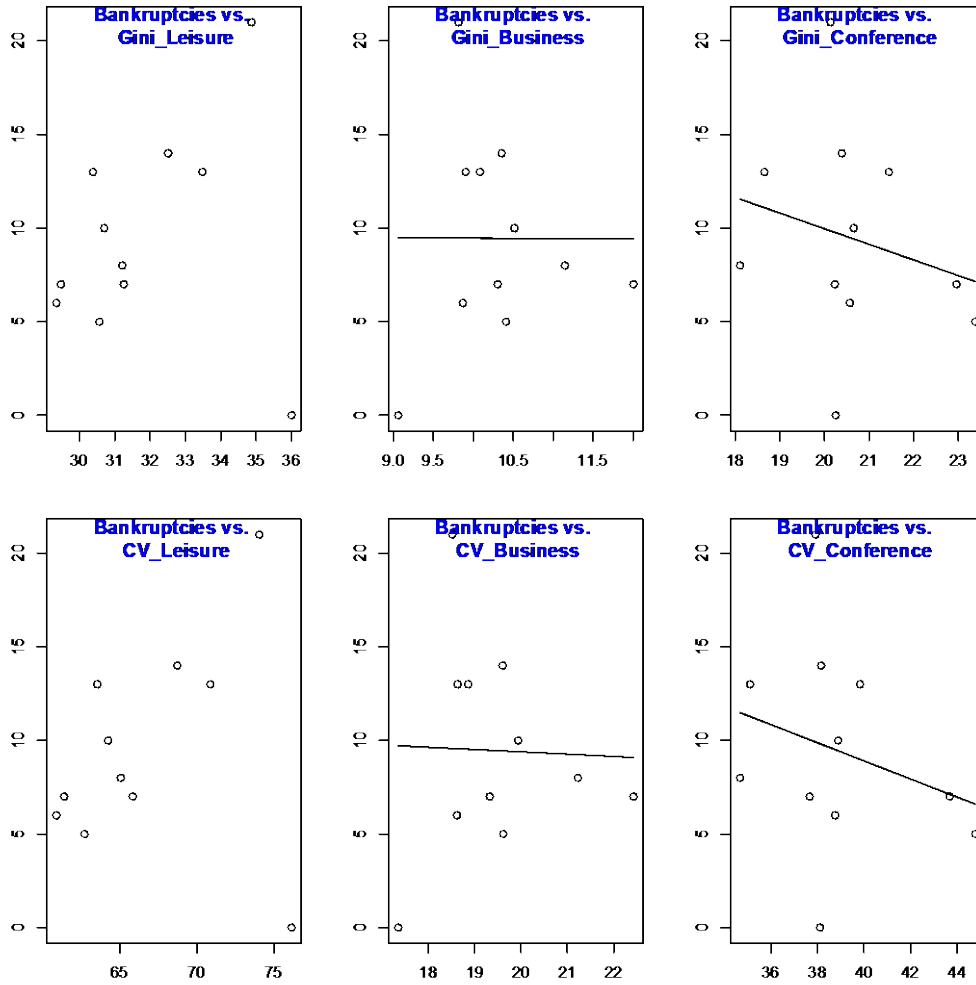 Bankruptcies vs.
Gini_Leisure
Bankruptcies vs.
Gini_Business
Bankruptcies vs.
Gini_Conference
20
15
10
5
0
20
15
10
5
0
20
15
10
5
0
30 31 32 33 34 35 36
9.0 9.5 10.5 11.5
18 19 20 21 22 23
Bankruptcies vs.
CV_Leisure
Bankruptcies vs.
CV_Business
Bankruptcies vs.
CV_Conference
20
15
10
5
0
20
15
10
5
0
20
15
10
5
0
65 70 75
18 19 20 21 22
36 38 40 42 44